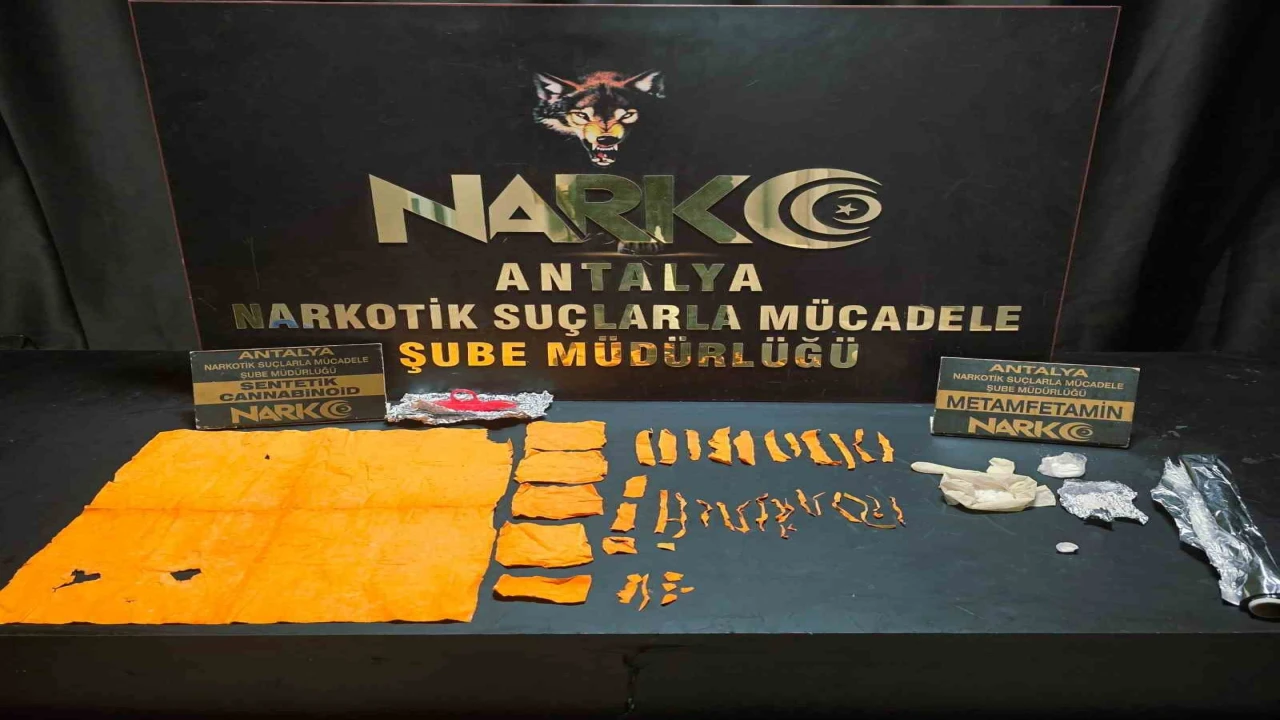 NARKO
ANTALYA
NARKOTİK SUÇLARLA MÜCADELE
ŞUBE MÜDÜRLÜĞÜ
ANTALYA
NARKOTİK SUÇLARLA MÜCADELE
ŞUBE MÜDÜRLÜĞÜ
SENTETİK
CANNABİNOİD
NARKO
ANTALYA
NARKOTİK SUÇLARLA MÜCADELE
ŞUBE MÜDÜRLÜĞÜ
METAMFETAMİN
NARKO